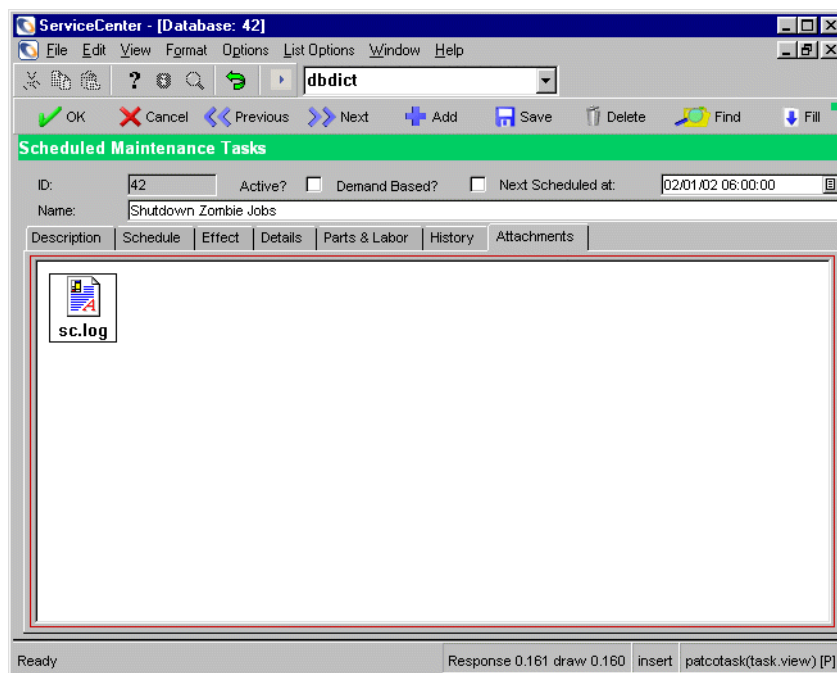 ServiceCenter - [Database: 42]
File Edit View Format Options List Options Window Help
dbdict
OK Cancel Previous Next Add Save Delete Find Fill
Scheduled Maintenance Tasks
ID: 42 Active? Demand Based? Next Scheduled at: 02/01/02 06:00:00
Name: Shutdown Zombie Jobs
Description Schedule Effect Details Parts & Labor History Attachments
sc.log
Ready Response 0.161 draw 0.160 insert patcotask(task.view) [P]